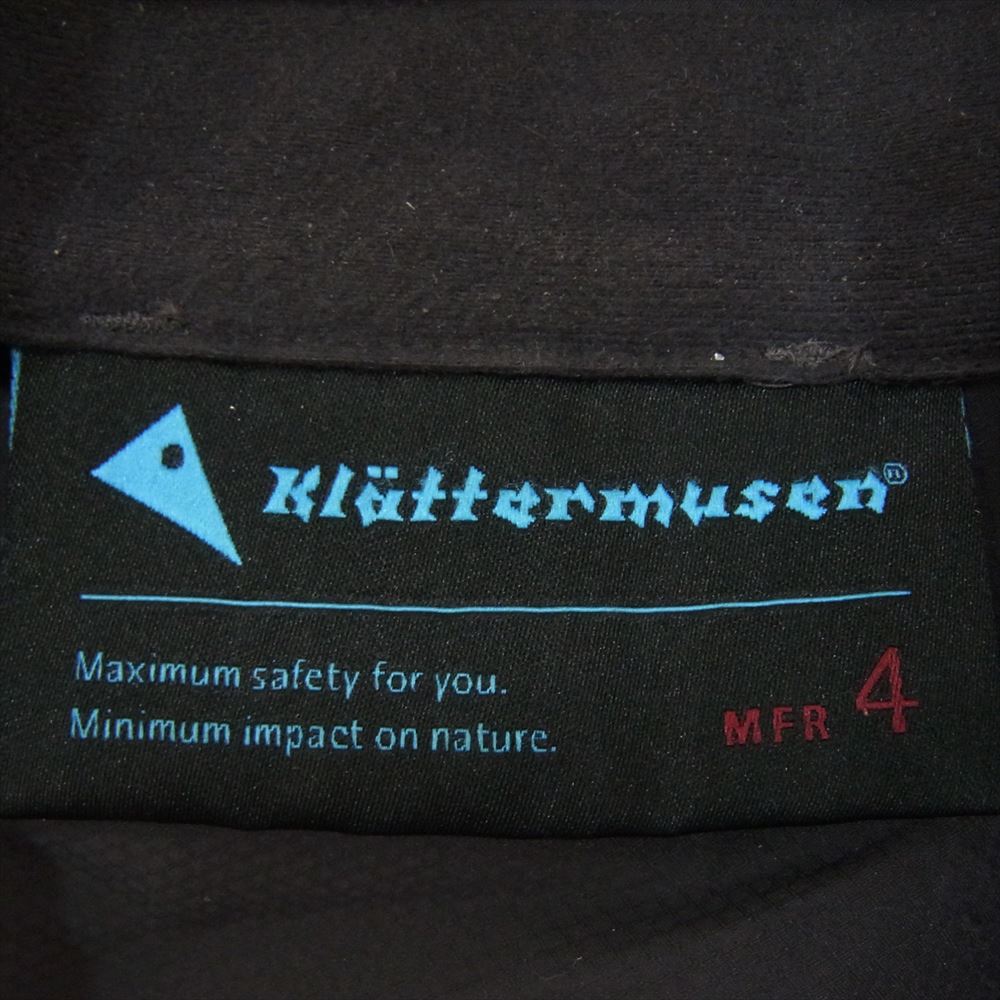 Klättermusen®
Maximum safety for you.
Minimum impact on nature.
MFR 4